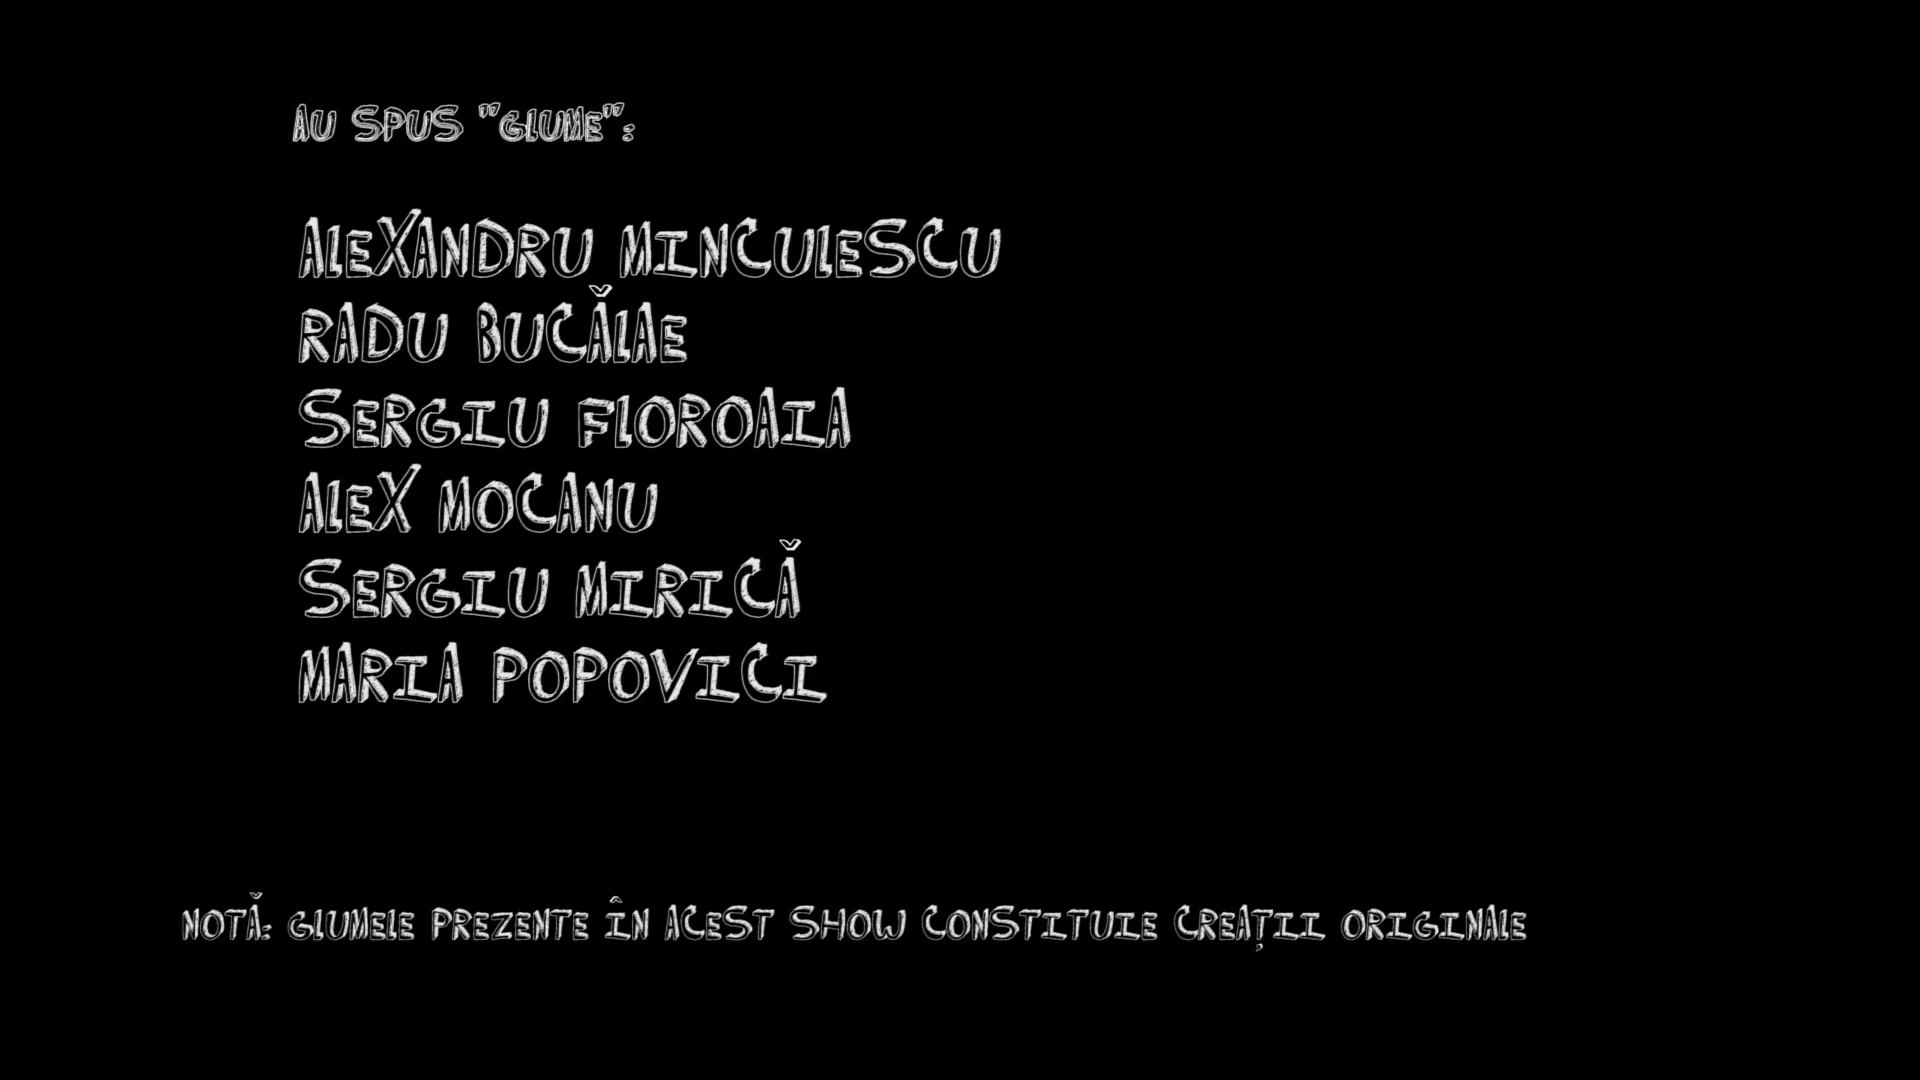 AU SPUS "GLUME":
ALEXANDRU MINCULESCU
RADU BUCĂLAE
SERGIU FLOROAIA
ALEX MOCANU
SERGIU MIRICĂ
MARIA POPOVICI
NOTĂ: GLUMELE PREZENTE ÎN ACEST SHOW CONSTITUIE CREAȚII ORIGINALE